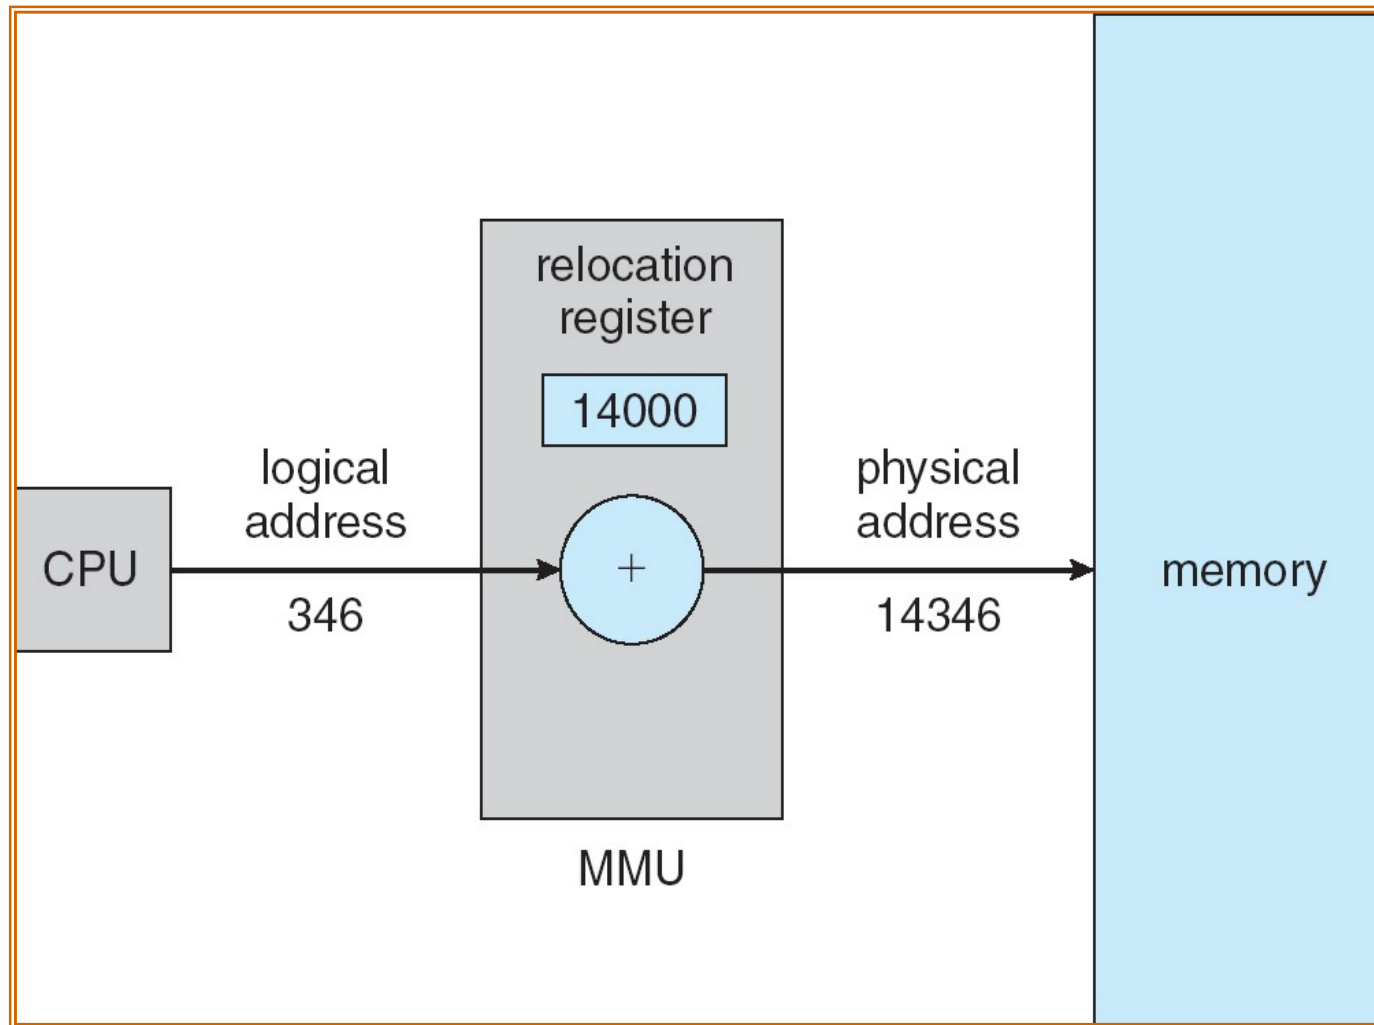 relocation
register
14000
logical
address
physical
address
CPU
+
memory
346
14346
MMU